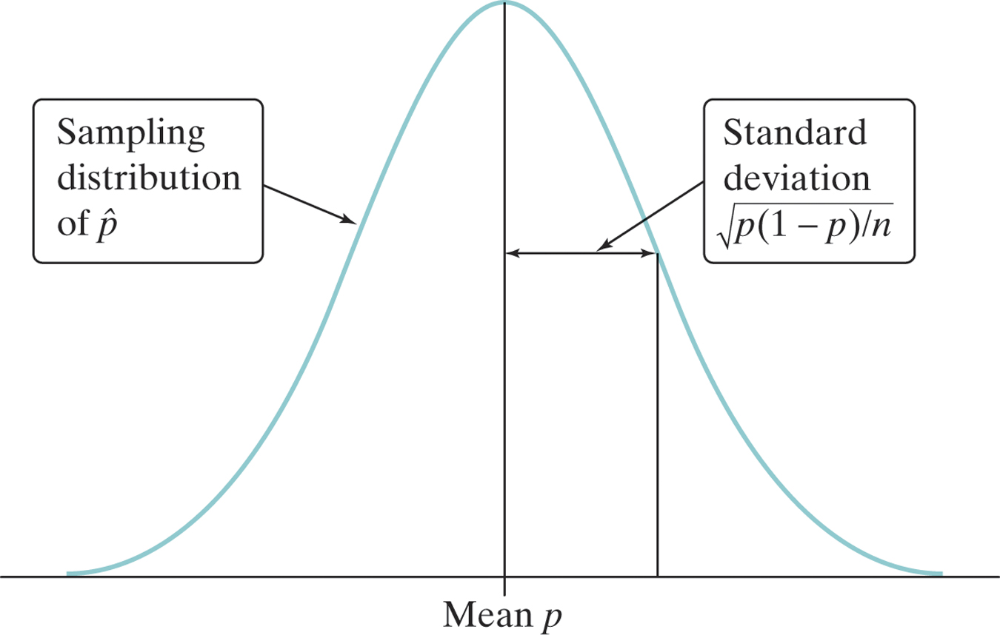 Sampling
distribution
of p̂
Standard
deviation
√p(1 − p)/n
Mean p